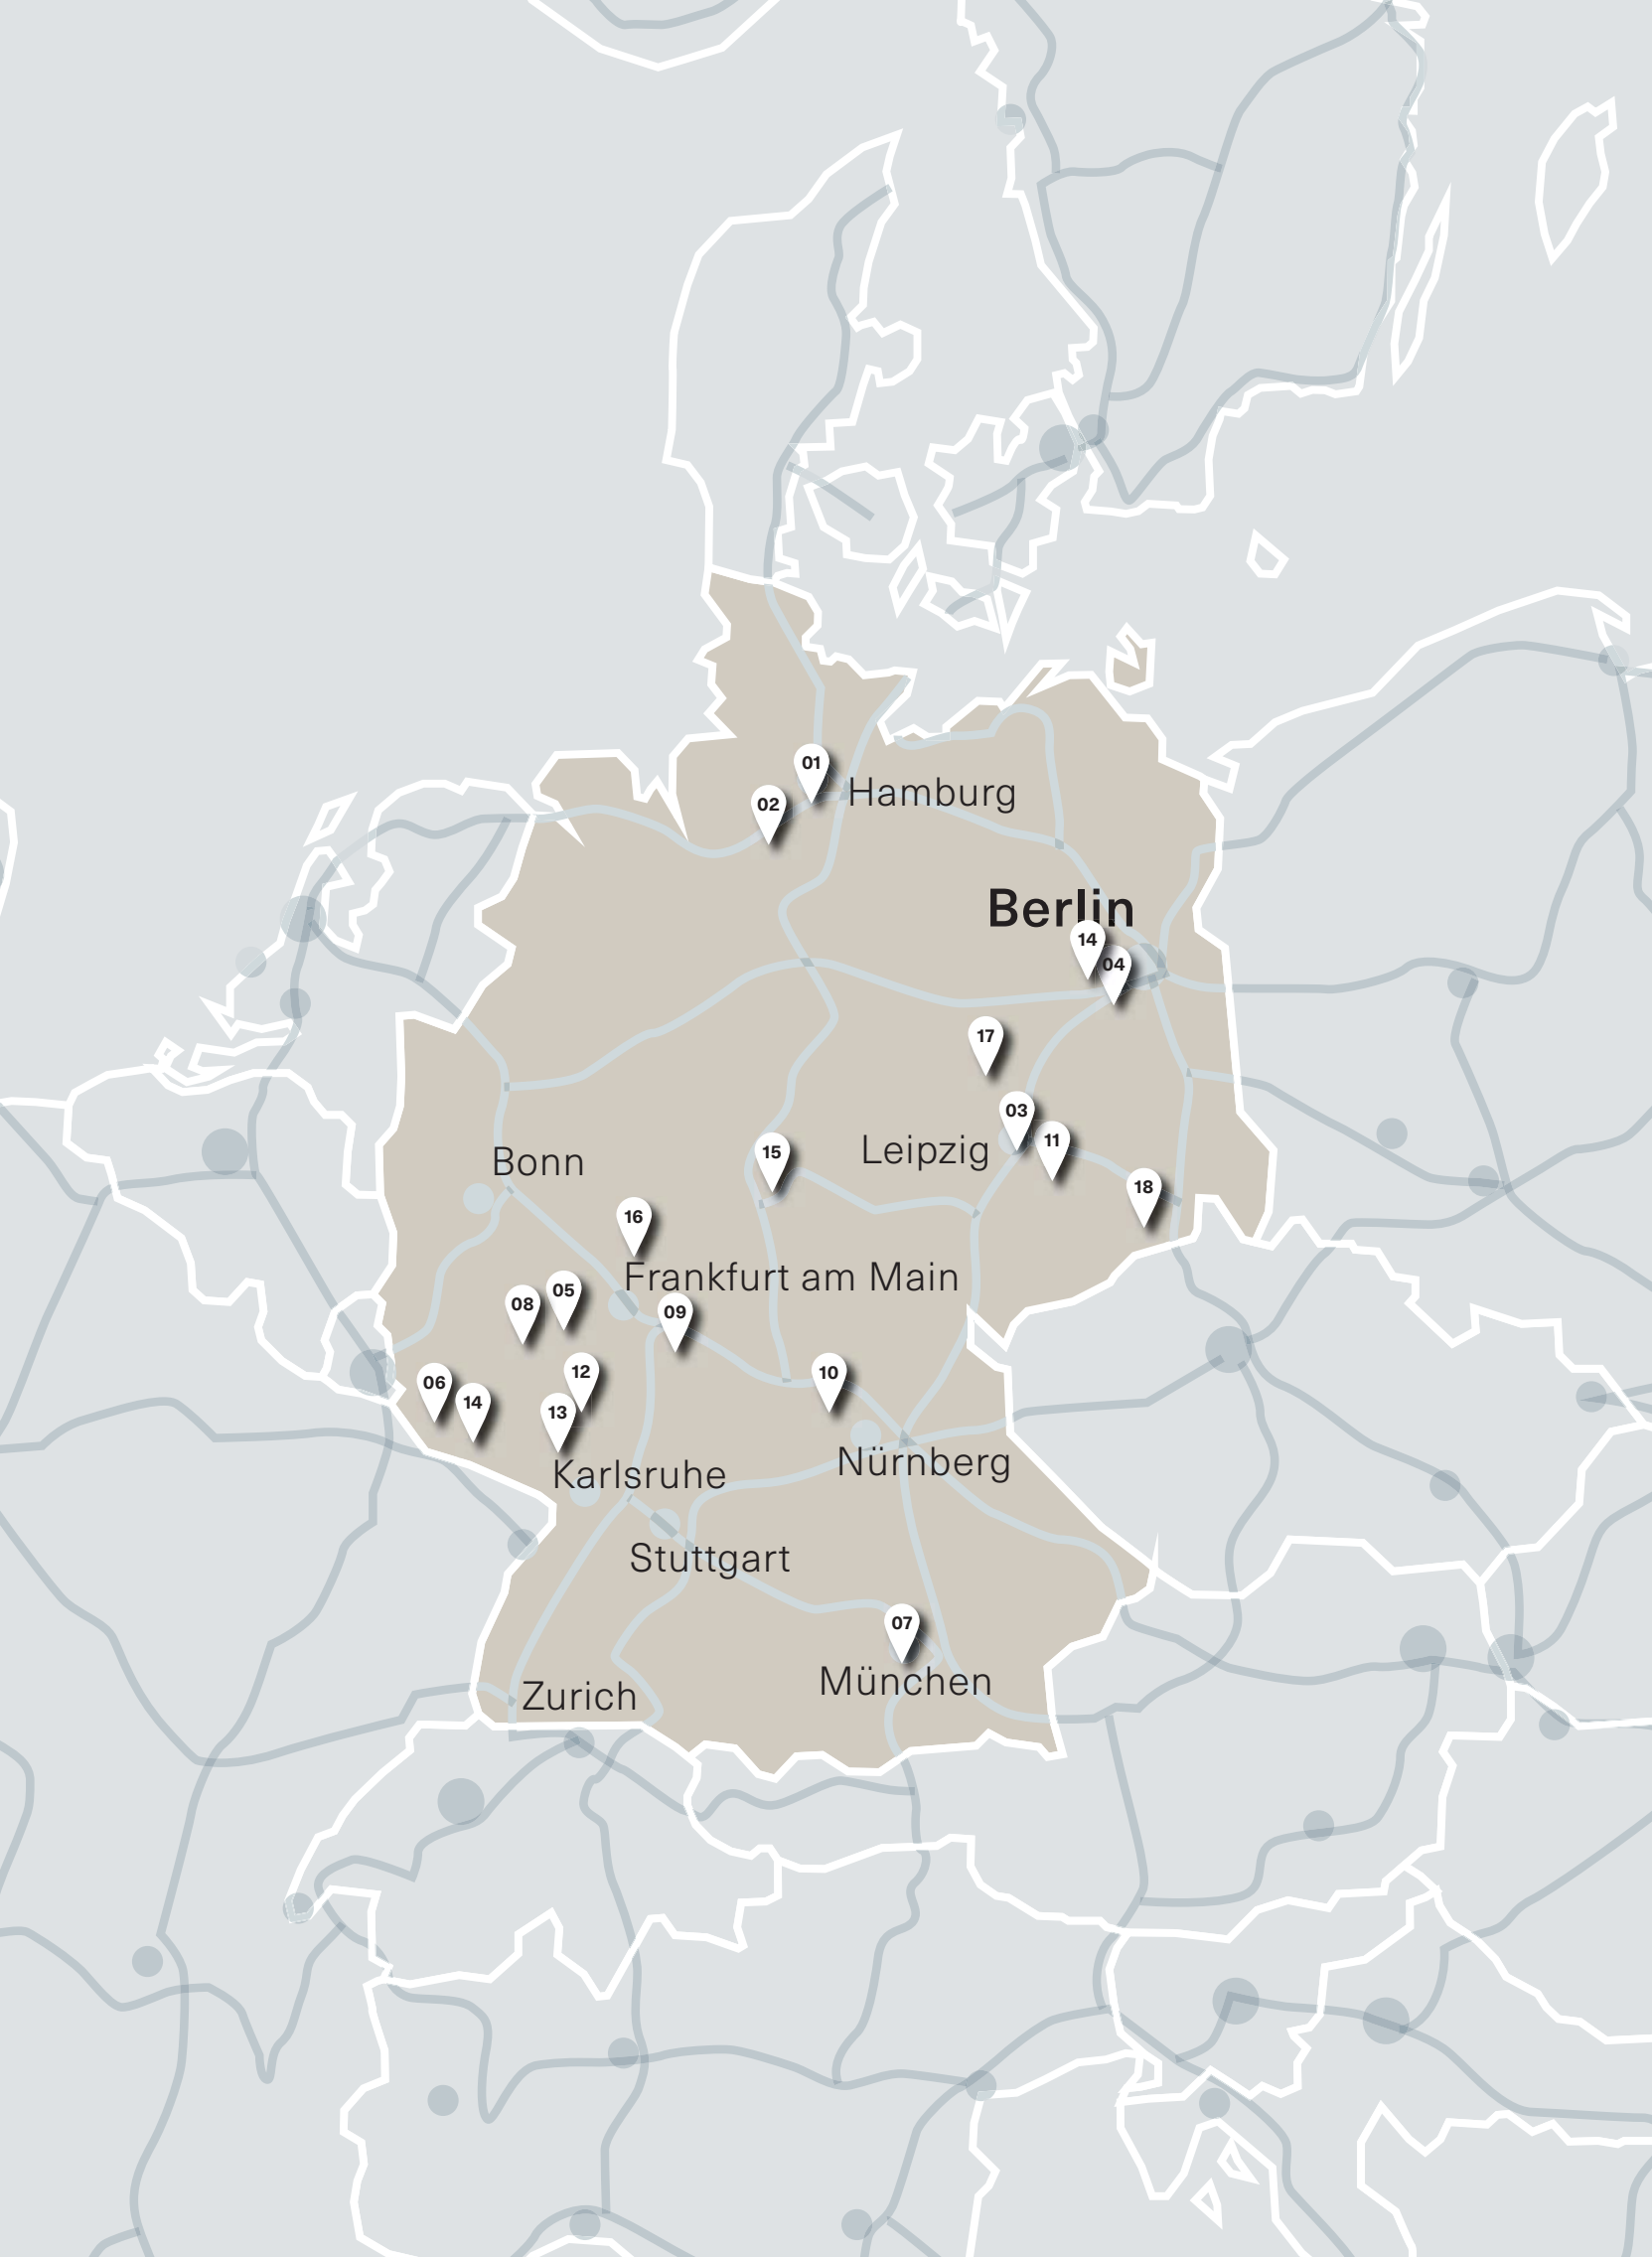 01
02
Hamburg
Berlin
14
04
17
03
11
Leipzig
15
18
Bonn
16
Frankfurt am Main
05
08
09
12
10
06
14
13
Nürnberg
Karlsruhe
Stuttgart
07
München
Zurich